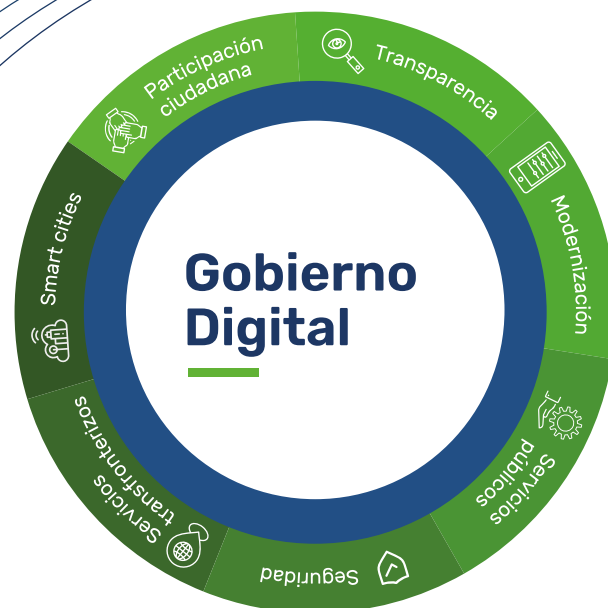 Gobierno
Digital
Participación
ciudadana
Transparencia
Modernización
Servicios
públicos
Seguridad
Servicios
transfronterizos
Smart cities